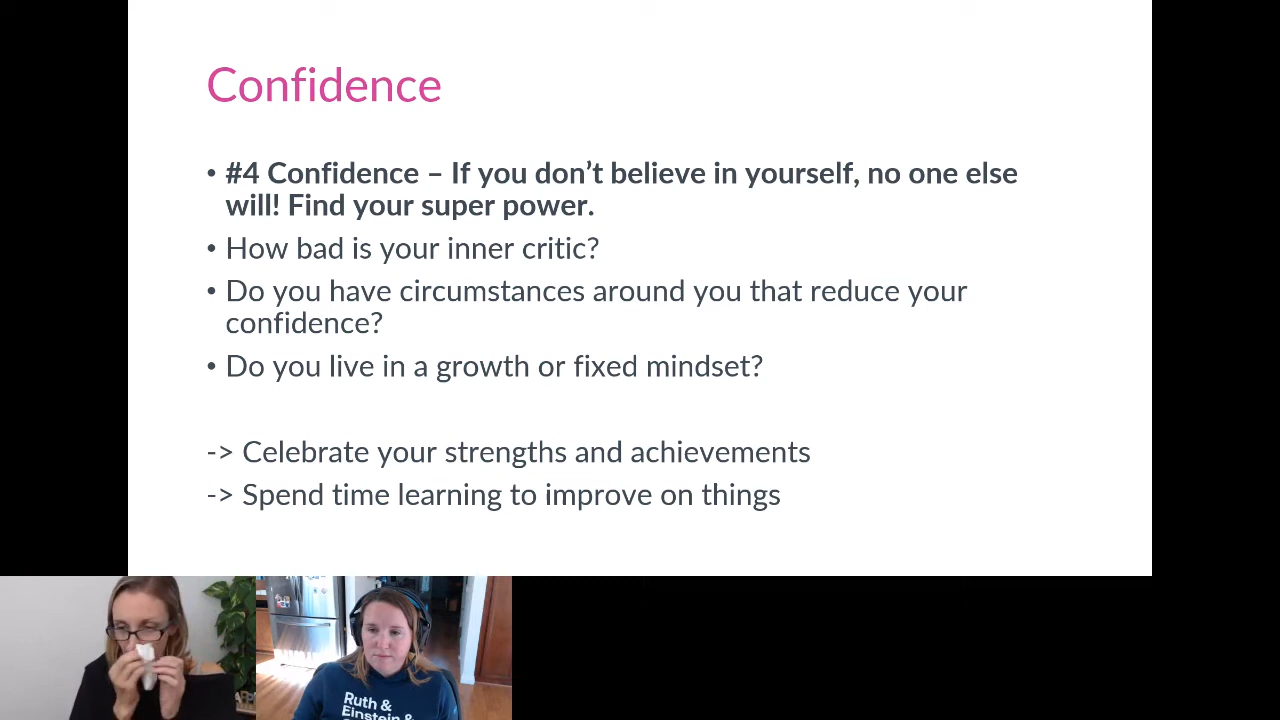 Confidence
• #4 Confidence – If you don’t believe in yourself, no one else
will! Find your super power.
• How bad is your inner critic?
• Do you have circumstances around you that reduce your
confidence?
• Do you live in a growth or fixed mindset?
-> Celebrate your strengths and achievements
-> Spend time learning to improve on things
Ruth &
Einstein &